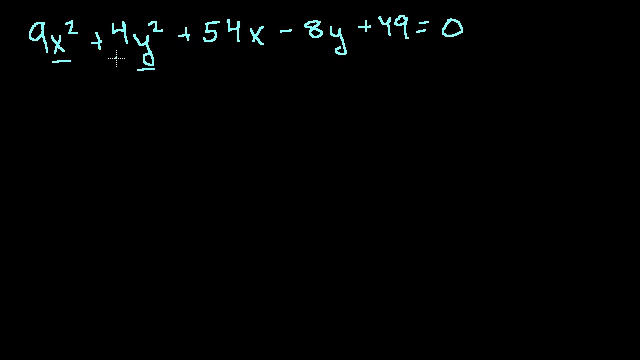 9x² + 4y² + 54x - 8y + 49 = 0